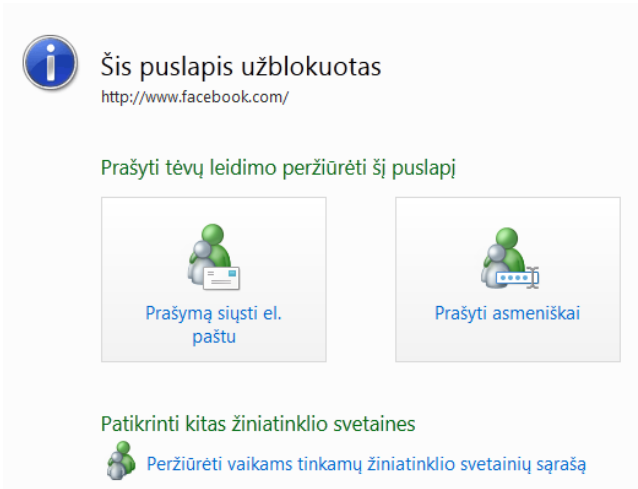 Šis puslapis užblokuotas
http://www.facebook.com/
Prašyti tėvų leidimo peržiūrėti šį puslapį
Prašymą siųsti el.
paštu
Prašyti asmeniškai
Patikrinti kitas žiniatinklio svetaines
Peržiūrėti vaikams tinkamų žiniatinklio svetainių sąrašą